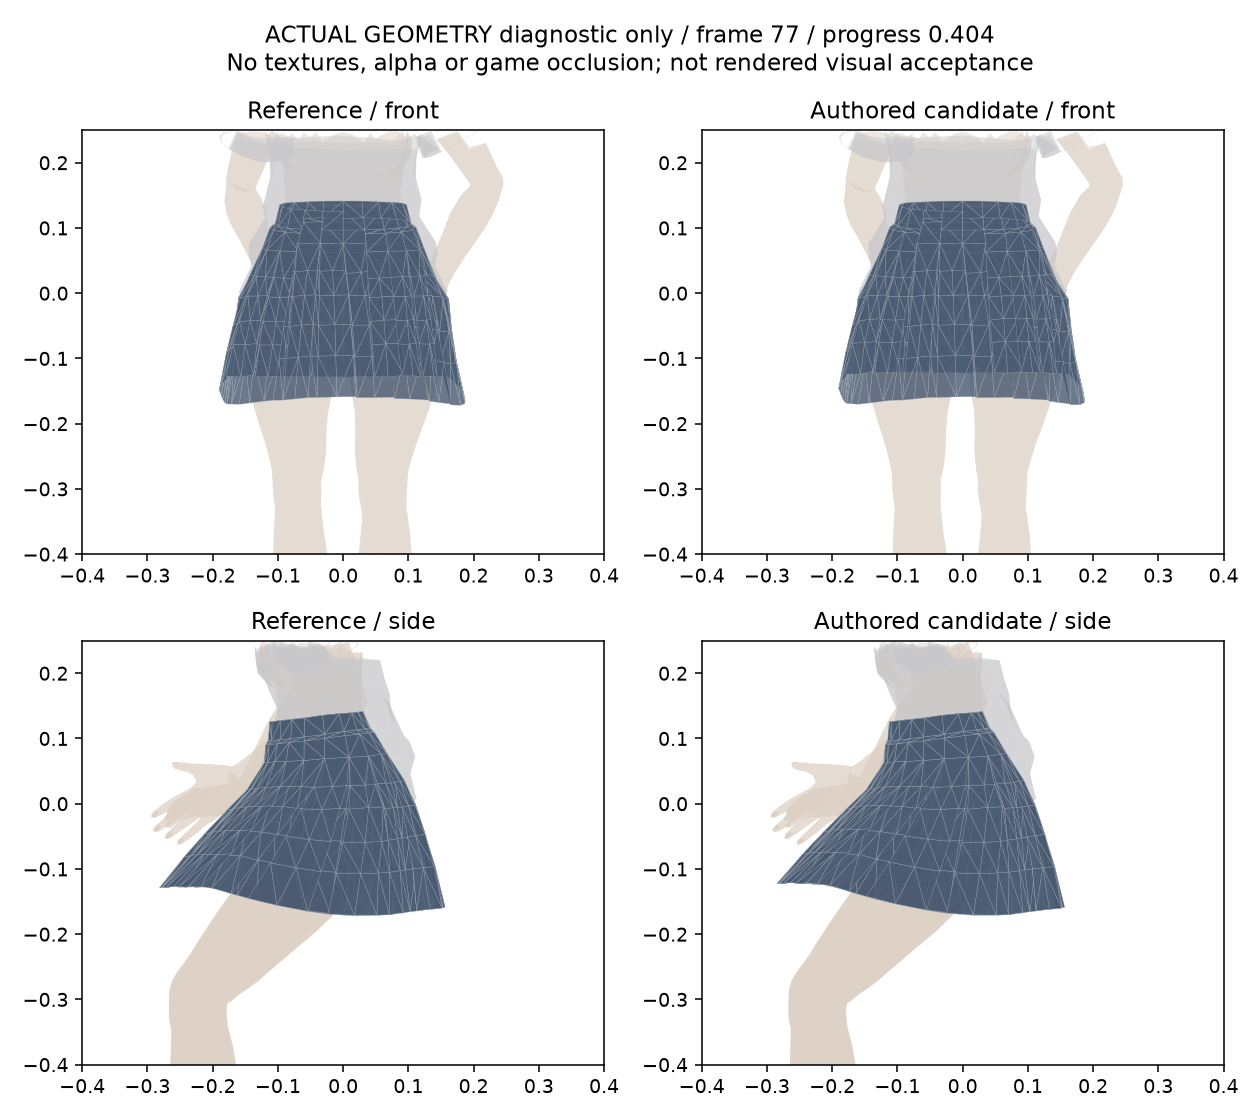 ACTUAL GEOMETRY diagnostic only / frame 77 / progress 0.404
No textures, alpha or game occlusion; not rendered visual acceptance
Reference / front
0.2
0.1
0.0
−0.1
−0.2
−0.3
−0.4
−0.4 −0.3 −0.2 −0.1 0.0 0.1 0.2 0.3 0.4
Authored candidate / front
0.2
0.1
0.0
−0.1
−0.2
−0.3
−0.4
−0.4 −0.3 −0.2 −0.1 0.0 0.1 0.2 0.3 0.4
Reference / side
0.2
0.1
0.0
−0.1
−0.2
−0.3
−0.4
−0.4 −0.3 −0.2 −0.1 0.0 0.1 0.2 0.3 0.4
Authored candidate / side
0.2
0.1
0.0
−0.1
−0.2
−0.3
−0.4
−0.4 −0.3 −0.2 −0.1 0.0 0.1 0.2 0.3 0.4